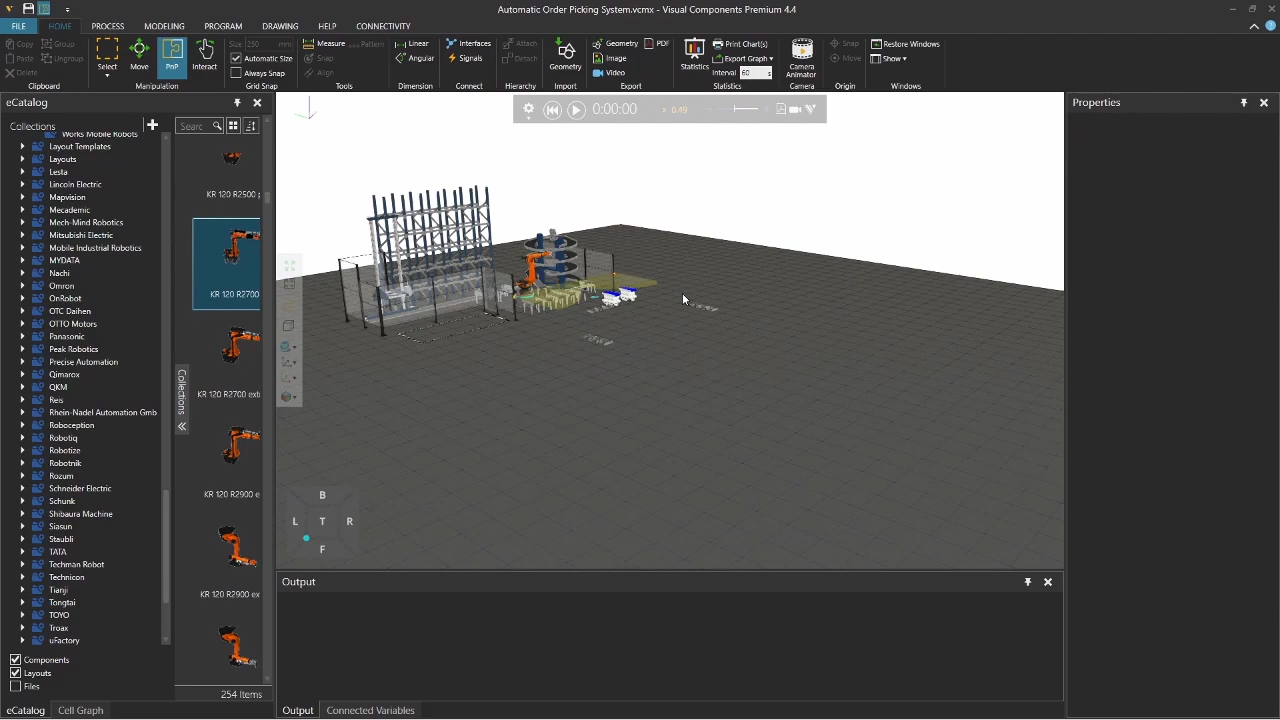 Automatic Order Picking System.vcmx - Visual Components Premium 4.4
FILE HOME PROCESS MODELING PROGRAM DRAWING HELP CONNECTIVITY
Copy Group
Paste Ungroup
Delete
Clipboard
Select Move PnP Interact
Manipulation
Size 250 mm
Automatic Size
Always Snap
Grid Snap
Measure Pattern
Snap
Align
Tools
Linear
Angular
Dimension
Interfaces
Signals
Connect
Attach
Detach
Hierarchy
Geometry
Import
Geometry PDF
Image
Video
Export
Statistics
Print Chart(s)
Export Graph
Interval 60 s
Statistics
Camera
Animator
Camera
Snap
Move
Origin
Restore Windows
Show
Windows
eCatalog
Collections
Searc
Works Mobile Robots
Layout Templates
Layouts
Lesta
Lincoln Electric
Mapvision
Mecademic
Mech-Mind Robotics
Mitsubishi Electric
Mobile Industrial Robots
MYDATA
Nachi
Omron
OnRobot
OTC Daihen
OTTO Motors
Panasonic
Peak Robotics
Precise Automation
Qimarox
QKM
Reis
Rhein-Nadel Automation Gmb
Roboception
Robotiq
Robotize
Robotnik
Rozum
Schneider Electric
Schunk
Shibaura Machine
Siasun
Staubli
TATA
Techman Robot
Technicon
Tianji
Tongtai
TOYO
Troax
uFactory
Components
Layouts
Files
eCatalog Cell Graph
Collections
KR 120 R2500 p
KR 120 R2700
KR 120 R2700 extr
KR 120 R2900 e
KR 120 R2900 ex
254 Items
0:00:00 x 0.49
B
L T R
F
Output
Output Connected Variables
Properties